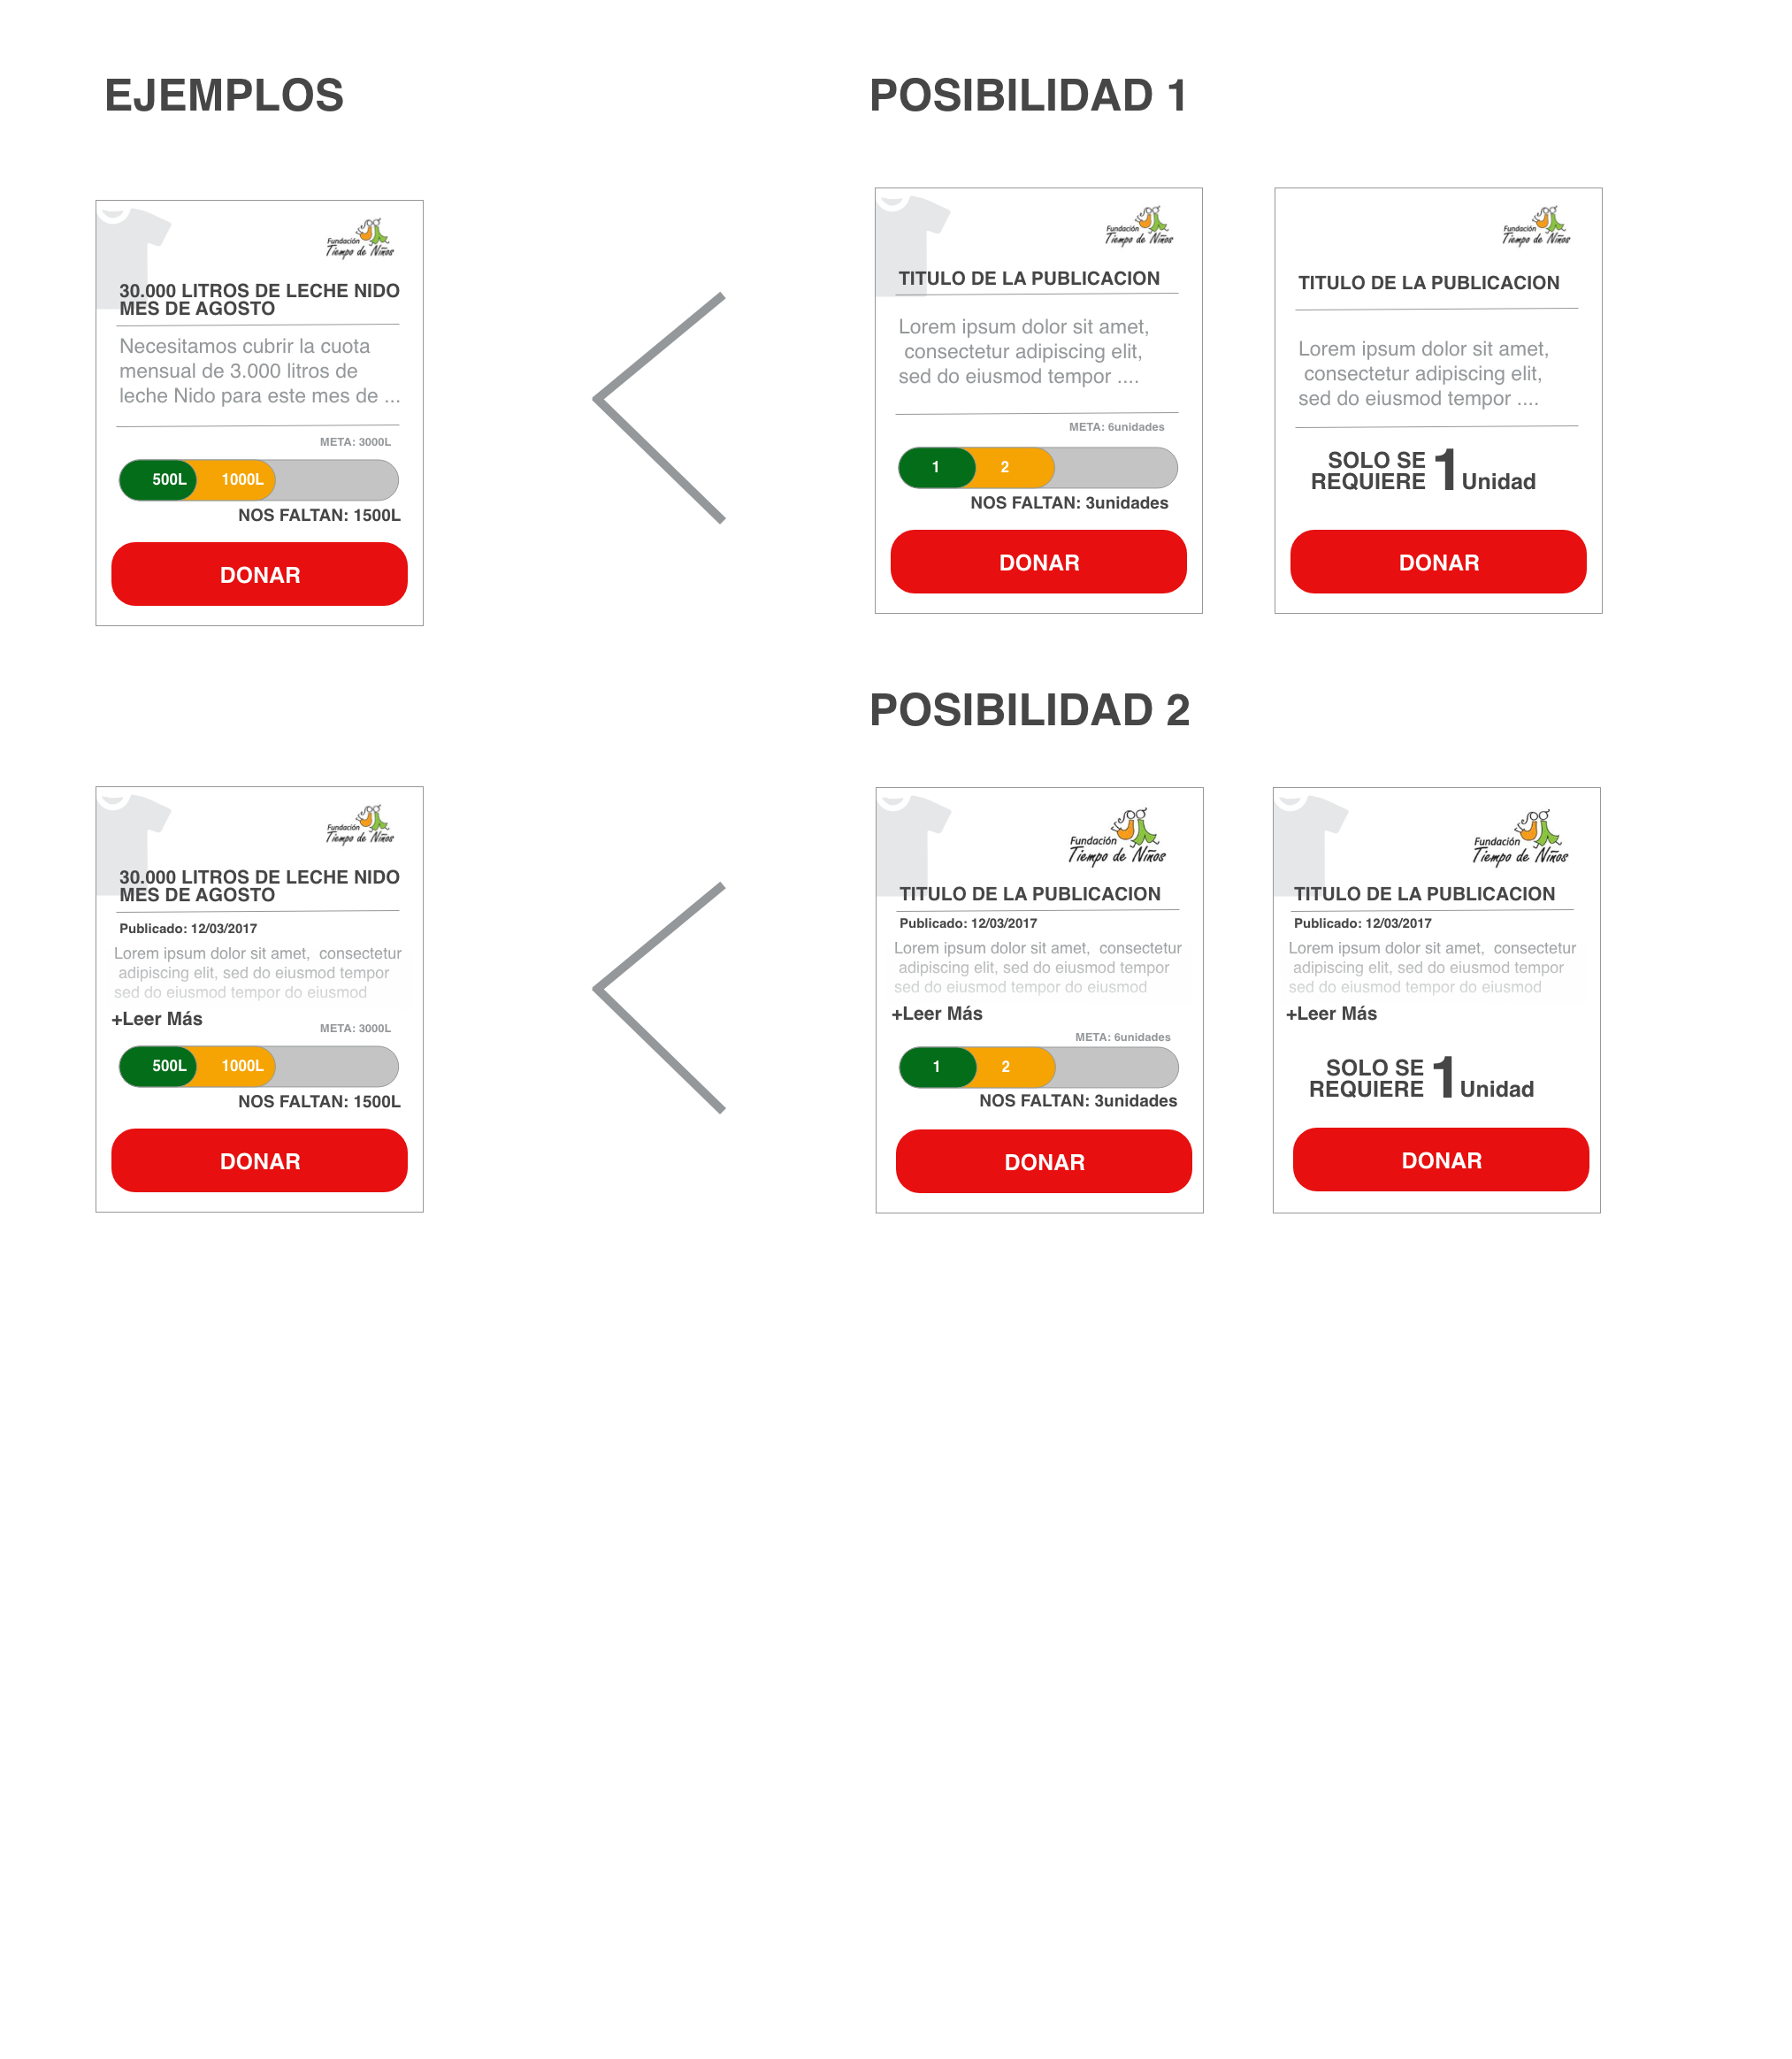 EJEMPLOS
POSIBILIDAD 1
Fundación
Tiempo de Niños
30.000 LITROS DE LECHE NIDO
MES DE AGOSTO
Necesitamos cubrir la cuota
mensual de 3.000 litros de
leche Nido para este mes de ...
META: 3000L
500L 1000L
NOS FALTAN: 1500L
DONAR
Fundación
Tiempo de Niños
TITULO DE LA PUBLICACION
Lorem ipsum dolor sit amet,
consectetur adipiscing elit,
sed do eiusmod tempor ....
META: 6unidades
1 2
NOS FALTAN: 3unidades
DONAR
Fundación
Tiempo de Niños
TITULO DE LA PUBLICACION
Lorem ipsum dolor sit amet,
consectetur adipiscing elit,
sed do eiusmod tempor ....
SOLO SE
REQUIERE 1 Unidad
DONAR
POSIBILIDAD 2
Fundación
Tiempo de Niños
30.000 LITROS DE LECHE NIDO
MES DE AGOSTO
Publicado: 12/03/2017
Lorem ipsum dolor sit amet, consectetur
adipiscing elit, sed do eiusmod tempor
sed do eiusmod tempor do eiusmod
+Leer Más
META: 3000L
500L 1000L
NOS FALTAN: 1500L
DONAR
Fundación
Tiempo de Niños
TITULO DE LA PUBLICACION
Publicado: 12/03/2017
Lorem ipsum dolor sit amet, consectetur
adipiscing elit, sed do eiusmod tempor
sed do eiusmod tempor do eiusmod
+Leer Más
META: 6unidades
1 2
NOS FALTAN: 3unidades
DONAR
Fundación
Tiempo de Niños
TITULO DE LA PUBLICACION
Publicado: 12/03/2017
Lorem ipsum dolor sit amet, consectetur
adipiscing elit, sed do eiusmod tempor
sed do eiusmod tempor do eiusmod
+Leer Más
SOLO SE
REQUIERE 1 Unidad
DONAR